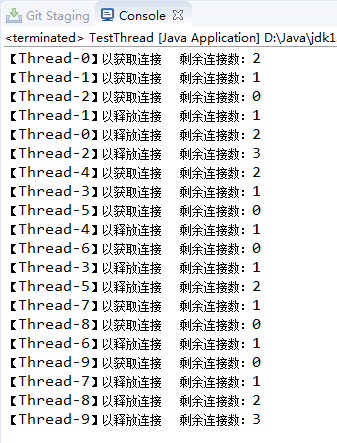 Git Staging Console
<terminated> TestThread [Java Application] D:\Java\jdk1.
【Thread-0】以获取连接 剩余连接数：2
【Thread-1】以获取连接 剩余连接数：1
【Thread-2】以获取连接 剩余连接数：0
【Thread-1】以释放连接 剩余连接数：1
【Thread-0】以释放连接 剩余连接数：2
【Thread-2】以释放连接 剩余连接数：3
【Thread-4】以获取连接 剩余连接数：2
【Thread-3】以获取连接 剩余连接数：1
【Thread-5】以获取连接 剩余连接数：0
【Thread-4】以释放连接 剩余连接数：1
【Thread-6】以获取连接 剩余连接数：0
【Thread-3】以释放连接 剩余连接数：1
【Thread-5】以释放连接 剩余连接数：2
【Thread-7】以获取连接 剩余连接数：1
【Thread-8】以获取连接 剩余连接数：0
【Thread-6】以释放连接 剩余连接数：1
【Thread-9】以获取连接 剩余连接数：0
【Thread-7】以释放连接 剩余连接数：1
【Thread-8】以释放连接 剩余连接数：2
【Thread-9】以释放连接 剩余连接数：3